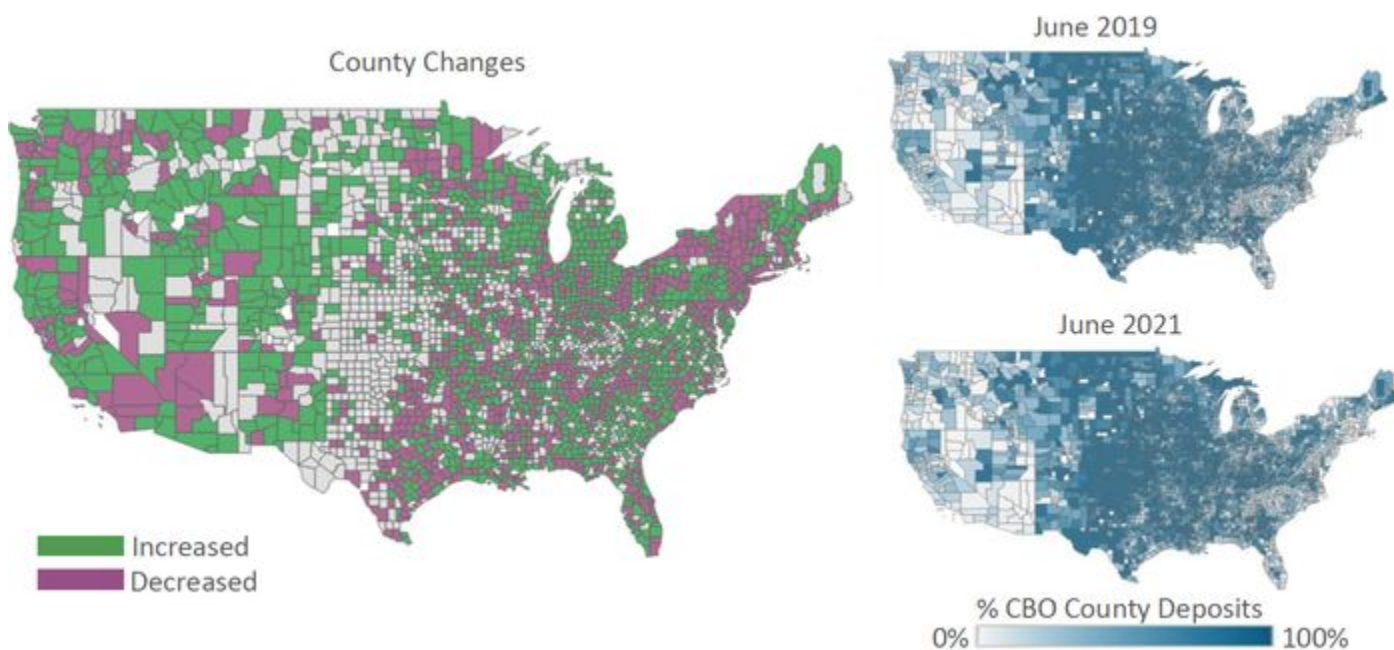 County Changes
Increased
Decreased
June 2019
June 2021
% CBO County Deposits
0% 100%